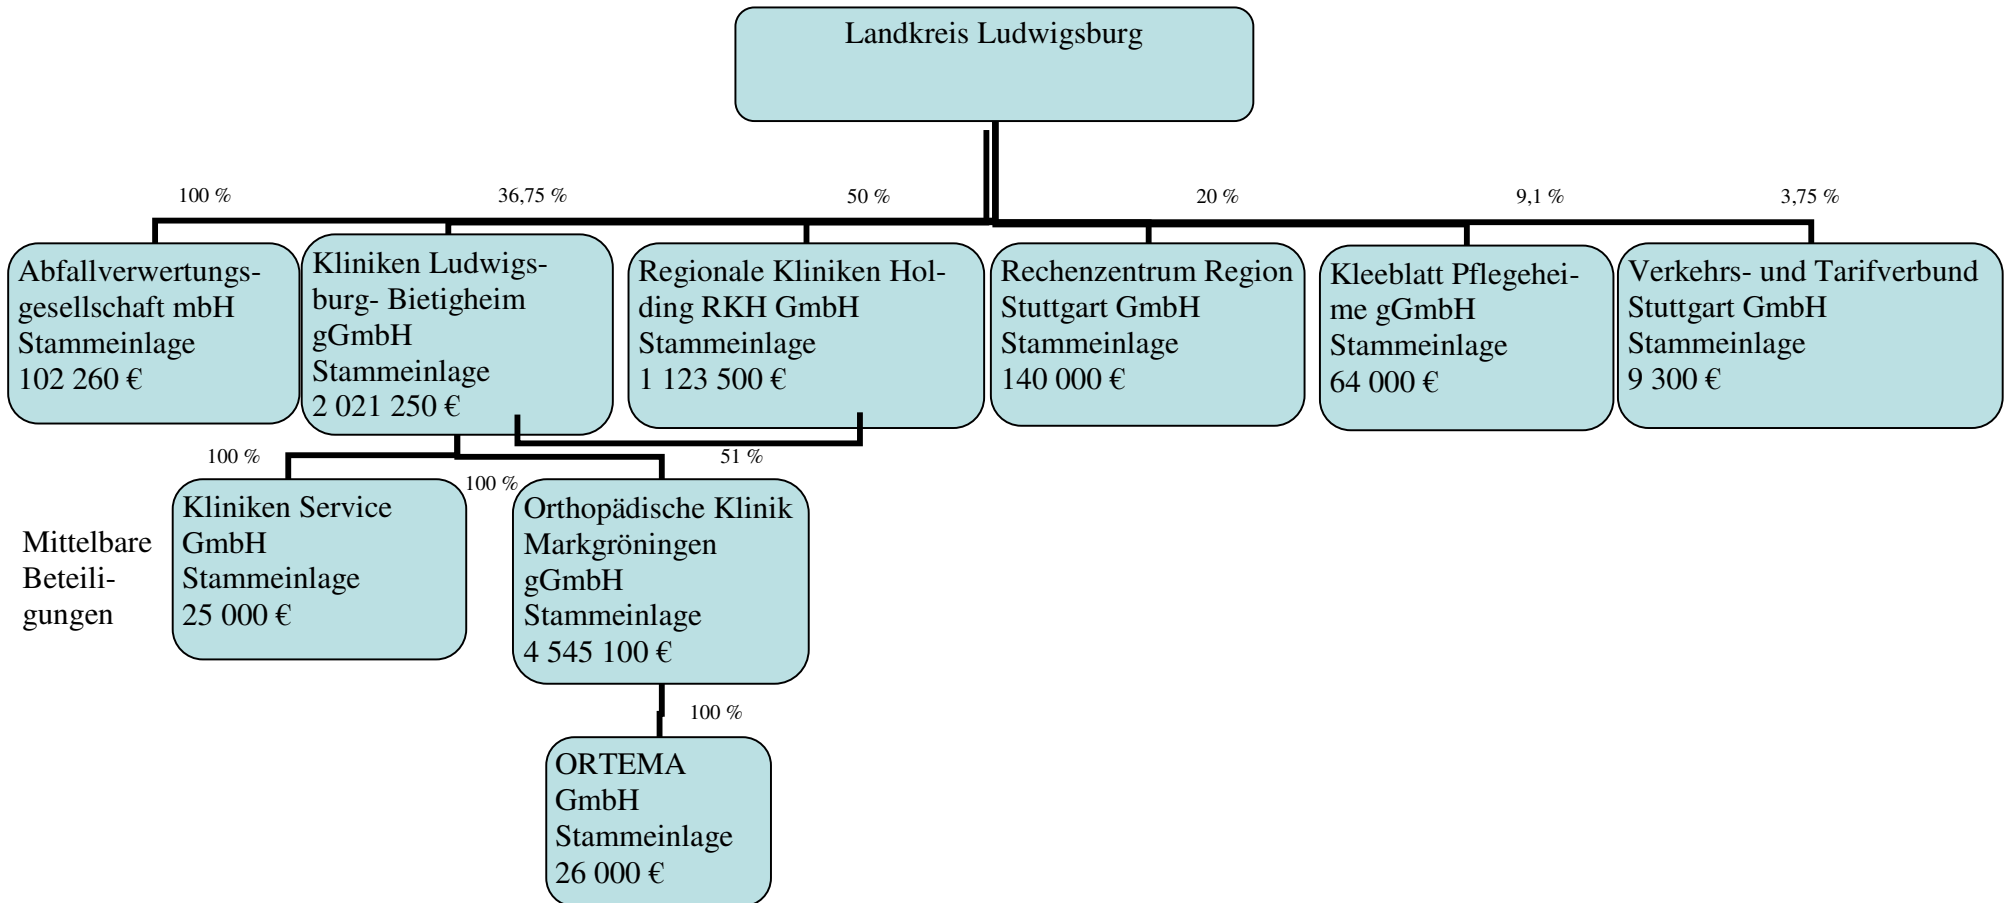 Landkreis Ludwigsburg
100 %
36,75 %
50 %
20 %
9,1 %
3,75 %
Abfallverwertungs-
gesellschaft mbH
Stammeinlage
102 260 €
Kliniken Ludwigs-
burg- Bietigheim
gGmbH
Stammeinlage
2 021 250 €
Regionale Kliniken Hol-
ding RKH GmbH
Stammeinlage
1 123 500 €
Rechenzentrum Region
Stuttgart GmbH
Stammeinlage
140 000 €
Kleeblatt Pflegehei-
me gGmbH
Stammeinlage
64 000 €
Verkehrs- und Tarifverbund
Stuttgart GmbH
Stammeinlage
9 300 €
100 %
100 %
51 %
Mittelbare
Beteili-
gungen
Kliniken Service
GmbH
Stammeinlage
25 000 €
Orthopädische Klinik
Markgröningen
gGmbH
Stammeinlage
4 545 100 €
100 %
ORTEMA
GmbH
Stammeinlage
26 000 €